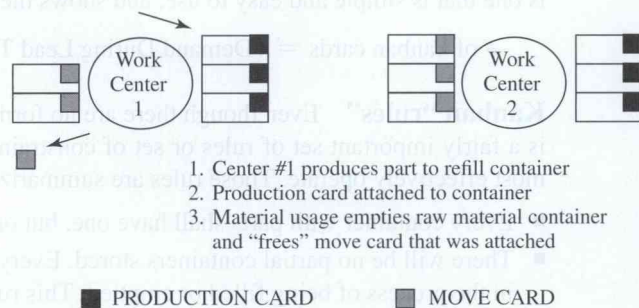 Work
Center
1
Work
Center
2
1. Center #1 produces part to refill container
2. Production card attached to container
3. Material usage empties raw material container
and “frees” move card that was attached
PRODUCTION CARD
MOVE CARD